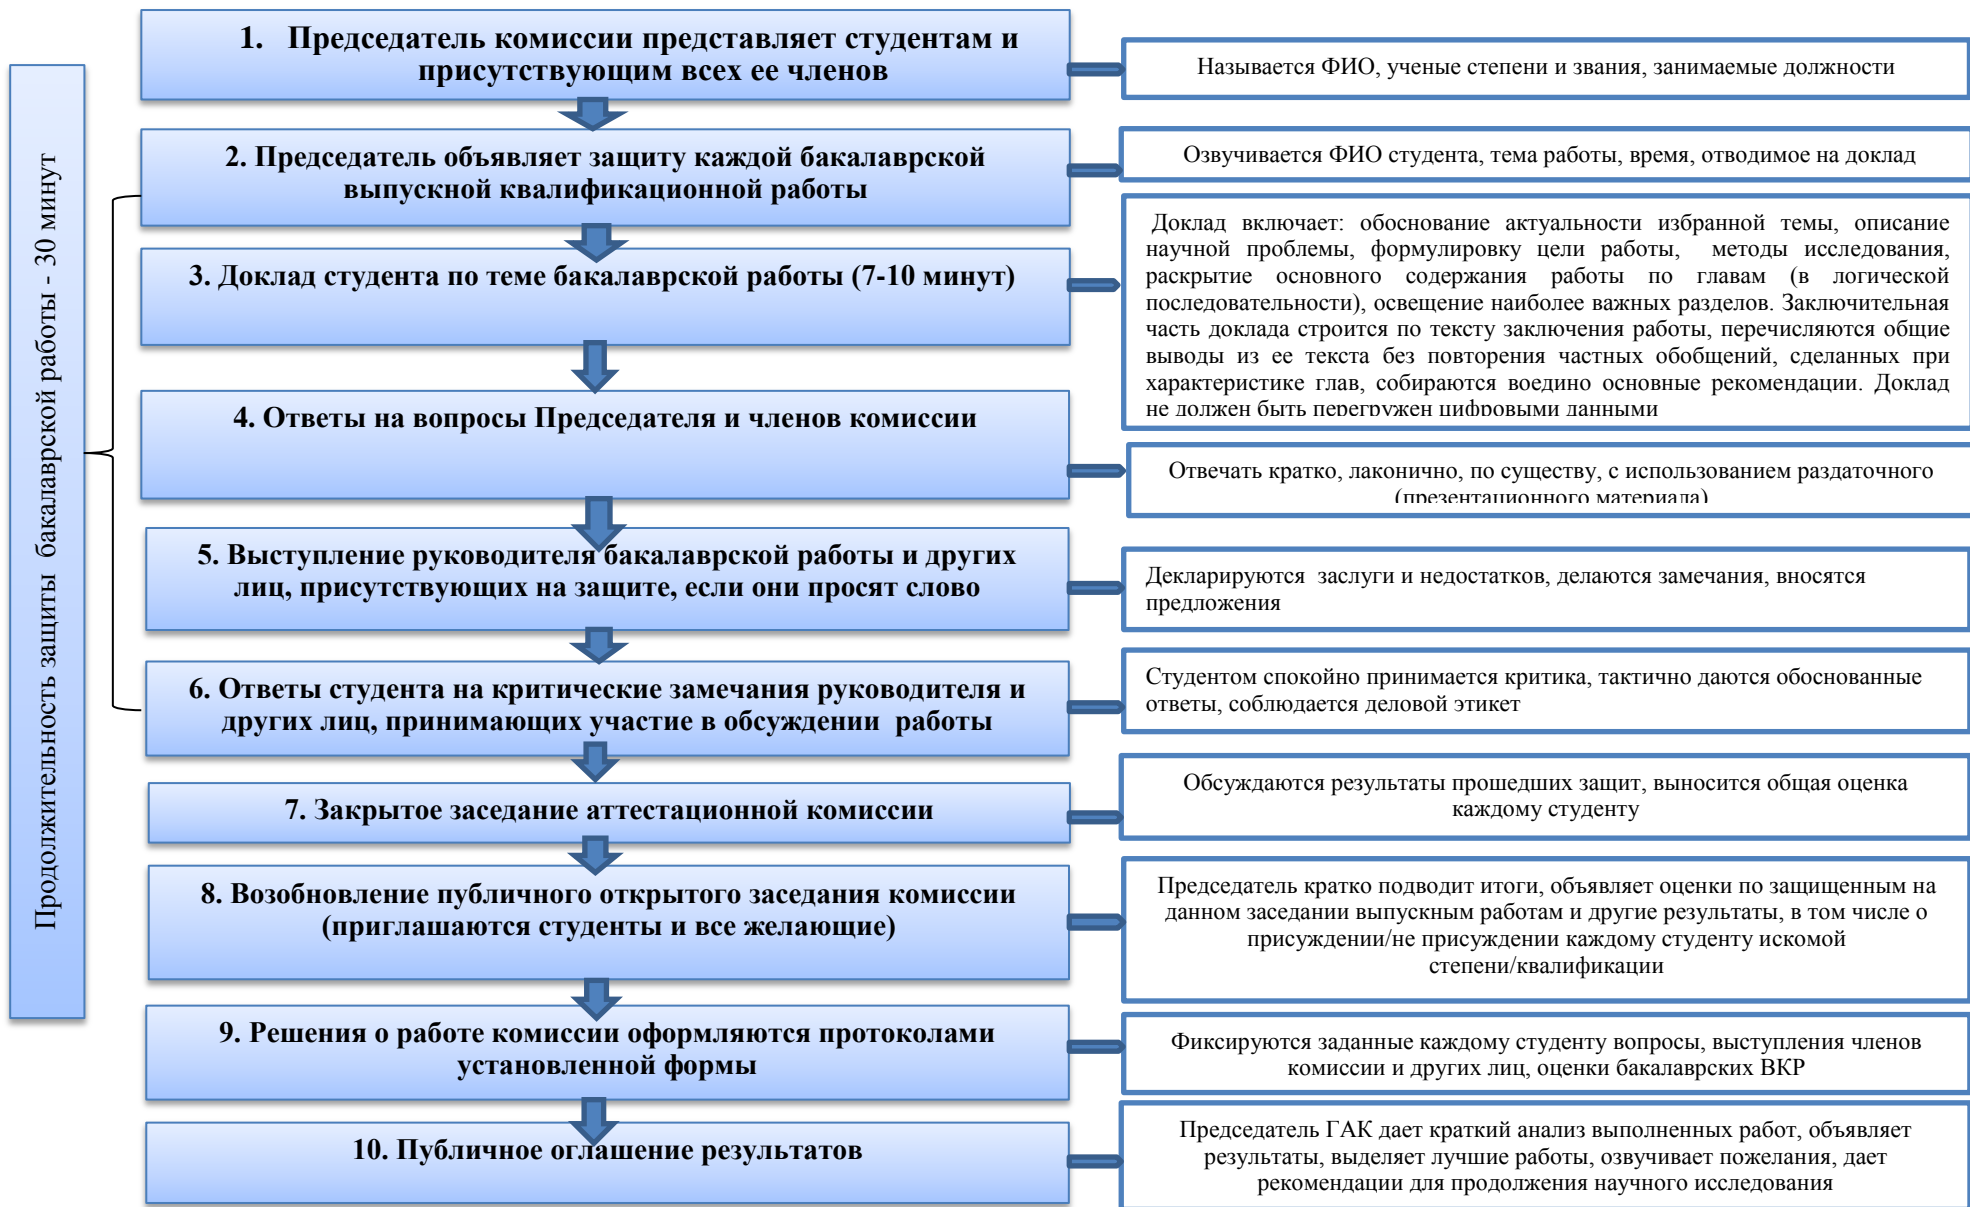 Продолжительность защиты бакалаврской работы - 30 минут
1. Председатель комиссии представляет студентам и
присутствующим всех ее членов
Называется ФИО, ученые степени и звания, занимаемые должности
2. Председатель объявляет защиту каждой бакалаврской
выпускной квалификационной работы
Озвучивается ФИО студента, тема работы, время, отводимое на доклад
3. Доклад студента по теме бакалаврской работы (7-10 минут)
Доклад включает: обоснование актуальности избранной темы, описание
научной проблемы, формулировку цели работы, методы исследования,
раскрытие основного содержания работы по главам (в логической
последовательности), освещение наиболее важных разделов. Заключительная
часть доклада строится по тексту заключения работы, перечисляются общие
выводы из ее текста без повторения частных обобщений, сделанных при
характеристике глав, собираются воедино основные рекомендации. Доклад
не должен быть перегружен цифровыми данными
4. Ответы на вопросы Председателя и членов комиссии
Отвечать кратко, лаконично, по существу, с использованием раздаточного
(презентационного материала)
5. Выступление руководителя бакалаврской работы и других
лиц, присутствующих на защите, если они просят слово
Декларируются заслуги и недостатков, делаются замечания, вносятся
предложения
6. Ответы студента на критические замечания руководителя и
других лиц, принимающих участие в обсуждении работы
Студентом спокойно принимается критика, тактично даются обоснованные
ответы, соблюдается деловой этикет
7. Закрытое заседание аттестационной комиссии
Обсуждаются результаты прошедших защит, выносится общая оценка
каждому студенту
8. Возобновление публичного открытого заседания комиссии
(приглашаются студенты и все желающие)
Председатель кратко подводит итоги, объявляет оценки по защищенным на
данном заседании выпускным работам и другие результаты, в том числе о
присуждении/не присуждении каждому студенту искомой
степени/квалификации
9. Решения о работе комиссии оформляются протоколами
установленной формы
Фиксируются заданные каждому студенту вопросы, выступления членов
комиссии и других лиц, оценки бакалаврских ВКР
10. Публичное оглашение результатов
Председатель ГАК дает краткий анализ выполненных работ, объявляет
результаты, выделяет лучшие работы, озвучивает пожелания, дает
рекомендации для продолжения научного исследования